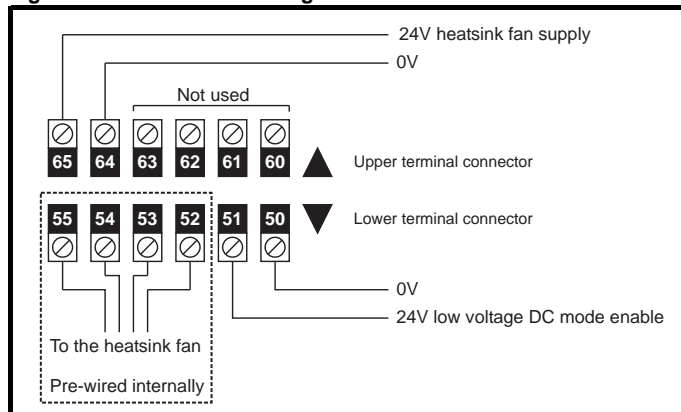 24V heatsink fan supply
0V
Not used
65 64 63 62 61 60
Upper terminal connector
55 54 53 52 51 50
Lower terminal connector
0V
24V low voltage DC mode enable
To the heatsink fan
Pre-wired internally